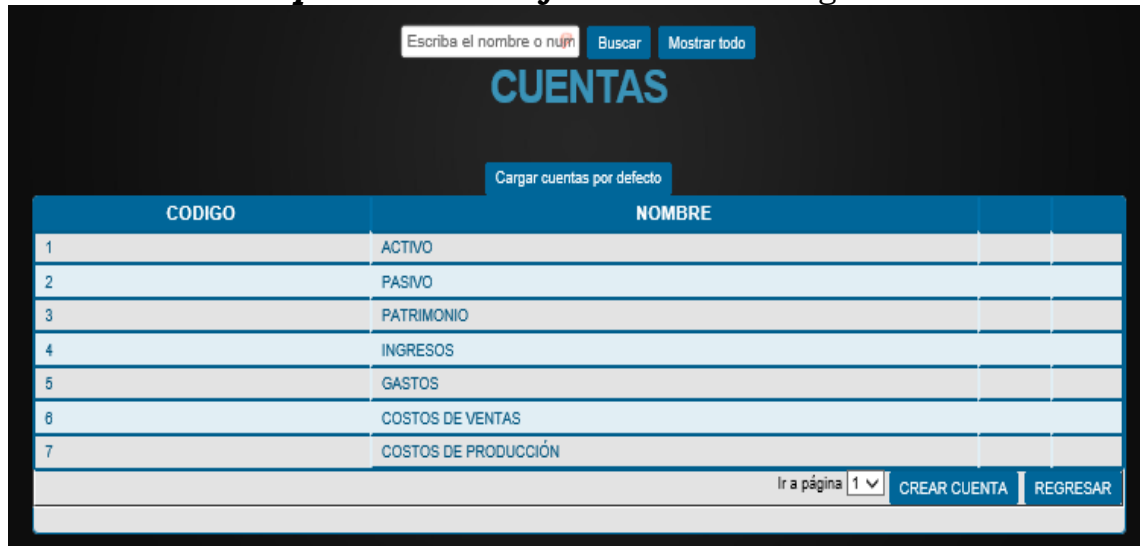 Escriba el nombre o num Buscar Mostrar todo
CUENTAS
Cargar cuentas por defecto
CODIGO NOMBRE
1 ACTIVO
2 PASIVO
3 PATRIMONIO
4 INGRESOS
5 GASTOS
6 COSTOS DE VENTAS
7 COSTOS DE PRODUCCIÓN
Ir a página 1 CREAR CUENTA REGRESAR